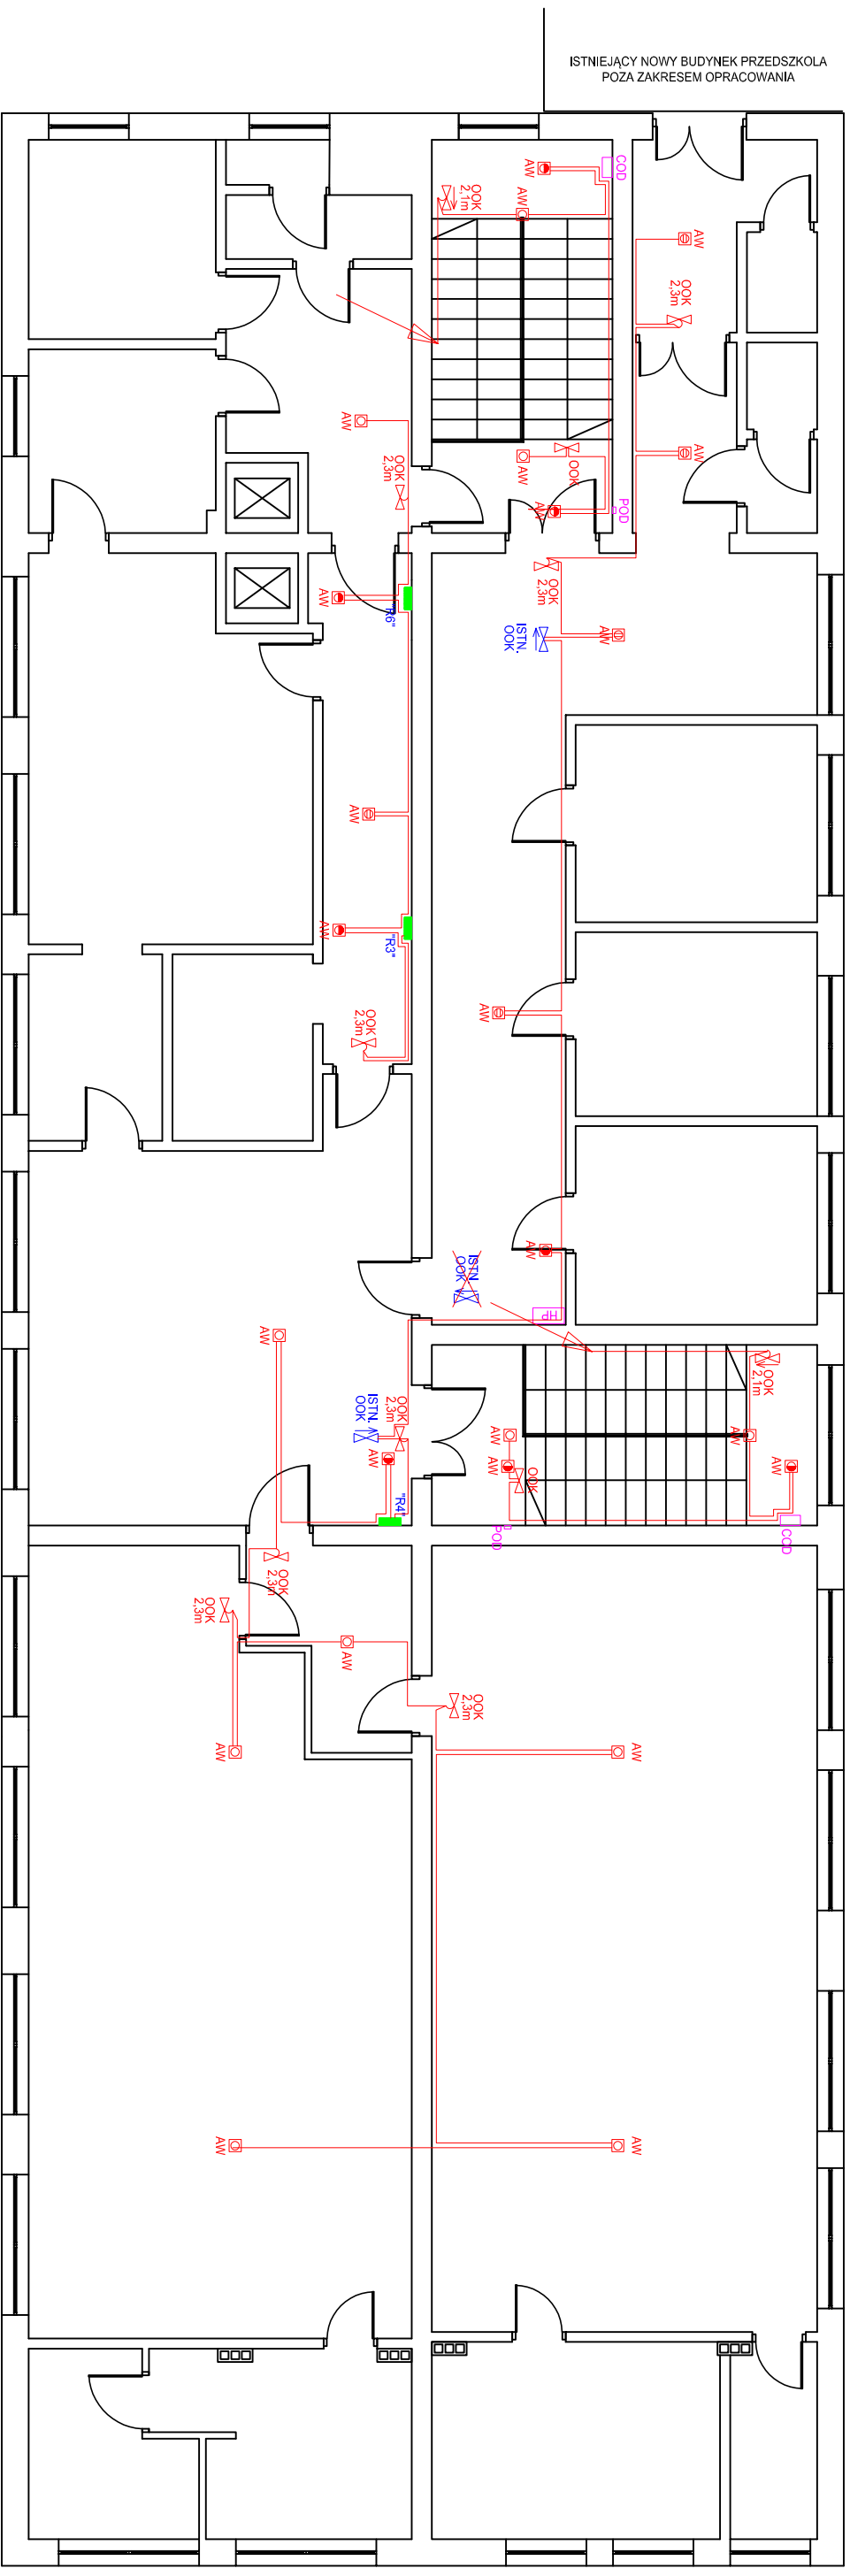 ISTNIEJĄCY NOWY BUDYNEK PRZEDSZKOLA
POZA ZAKRESEM OPRACOWANIA
COD
AW
OOK
2,1m
AW
AW
OOK
2,3m
AW
OOK
2,3m
AW
OOK
AW
AW
POD
OOK
2,3m
AW
"R6"
ISTN.
OOK
AW
AW
AW
"R3"
AW
OOK
2,3m
AW
ISTN.
OOK
HP
AW
OOK
2,1m
OOK
2,3m
ISTN.
OOK
AW
AW
AW
AW
AW
OOK
"R4"
POD
COD
OOK
2,3m
OOK
2,3m
AW
OOK
2,3m
AW
AW
AW
AW